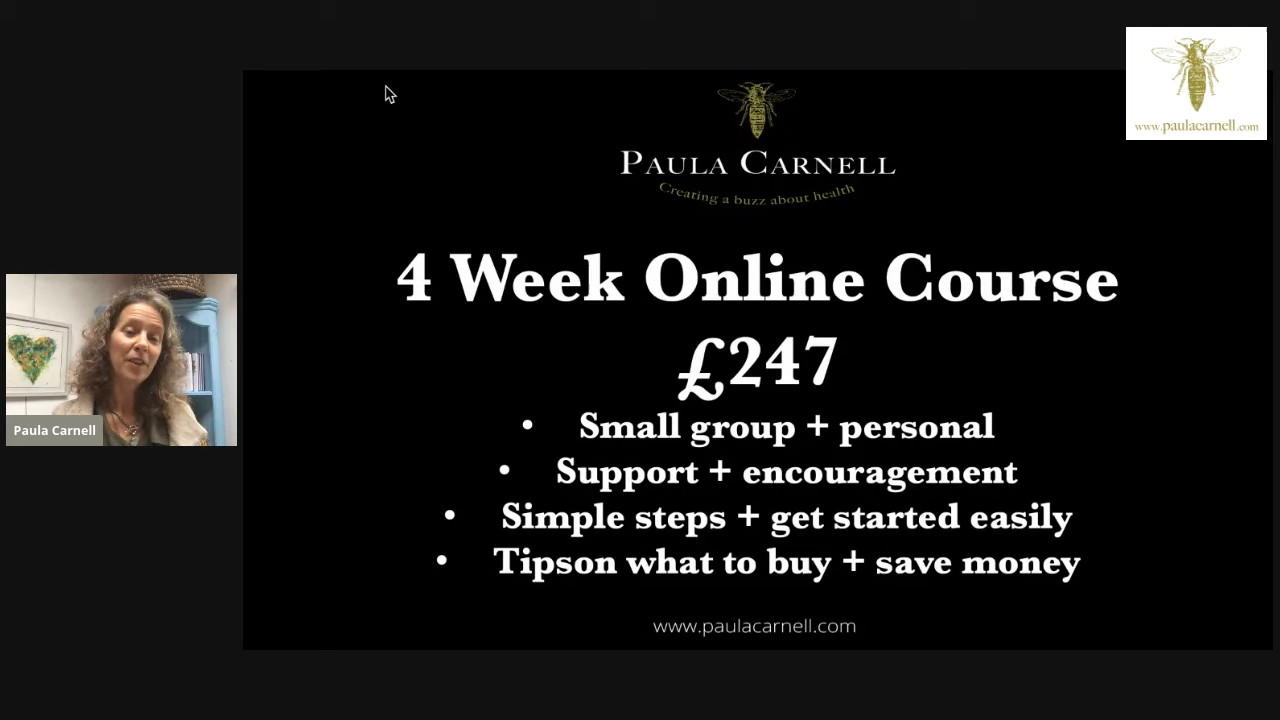 www.paulacarnell.com
PAULA CARNELL
Creating a buzz about health
4 Week Online Course
£247
• Small group + personal
• Support + encouragement
• Simple steps + get started easily
• Tipson what to buy + save money
www.paulacarnell.com
Paula Carnell